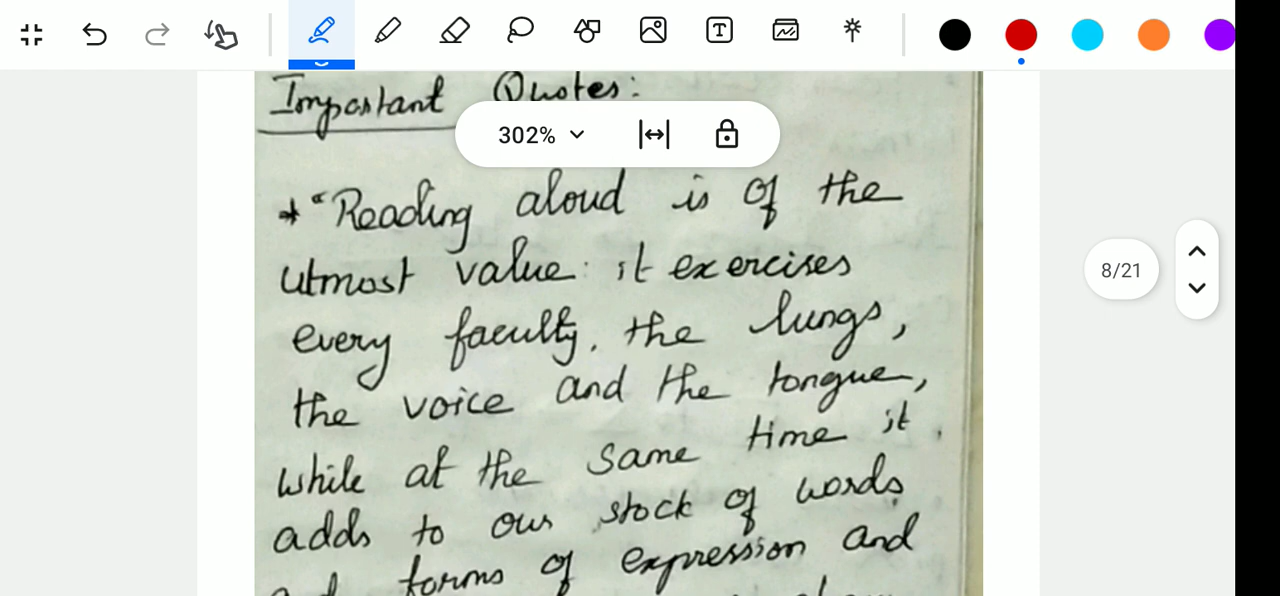 Important Quotes:
302%
* "Reading aloud is of the
utmost value: it exercises
8/21
every faculty, the lungs,
the voice and the tongue,
while at the same time it
adds to our stock of words
and forms of expression and